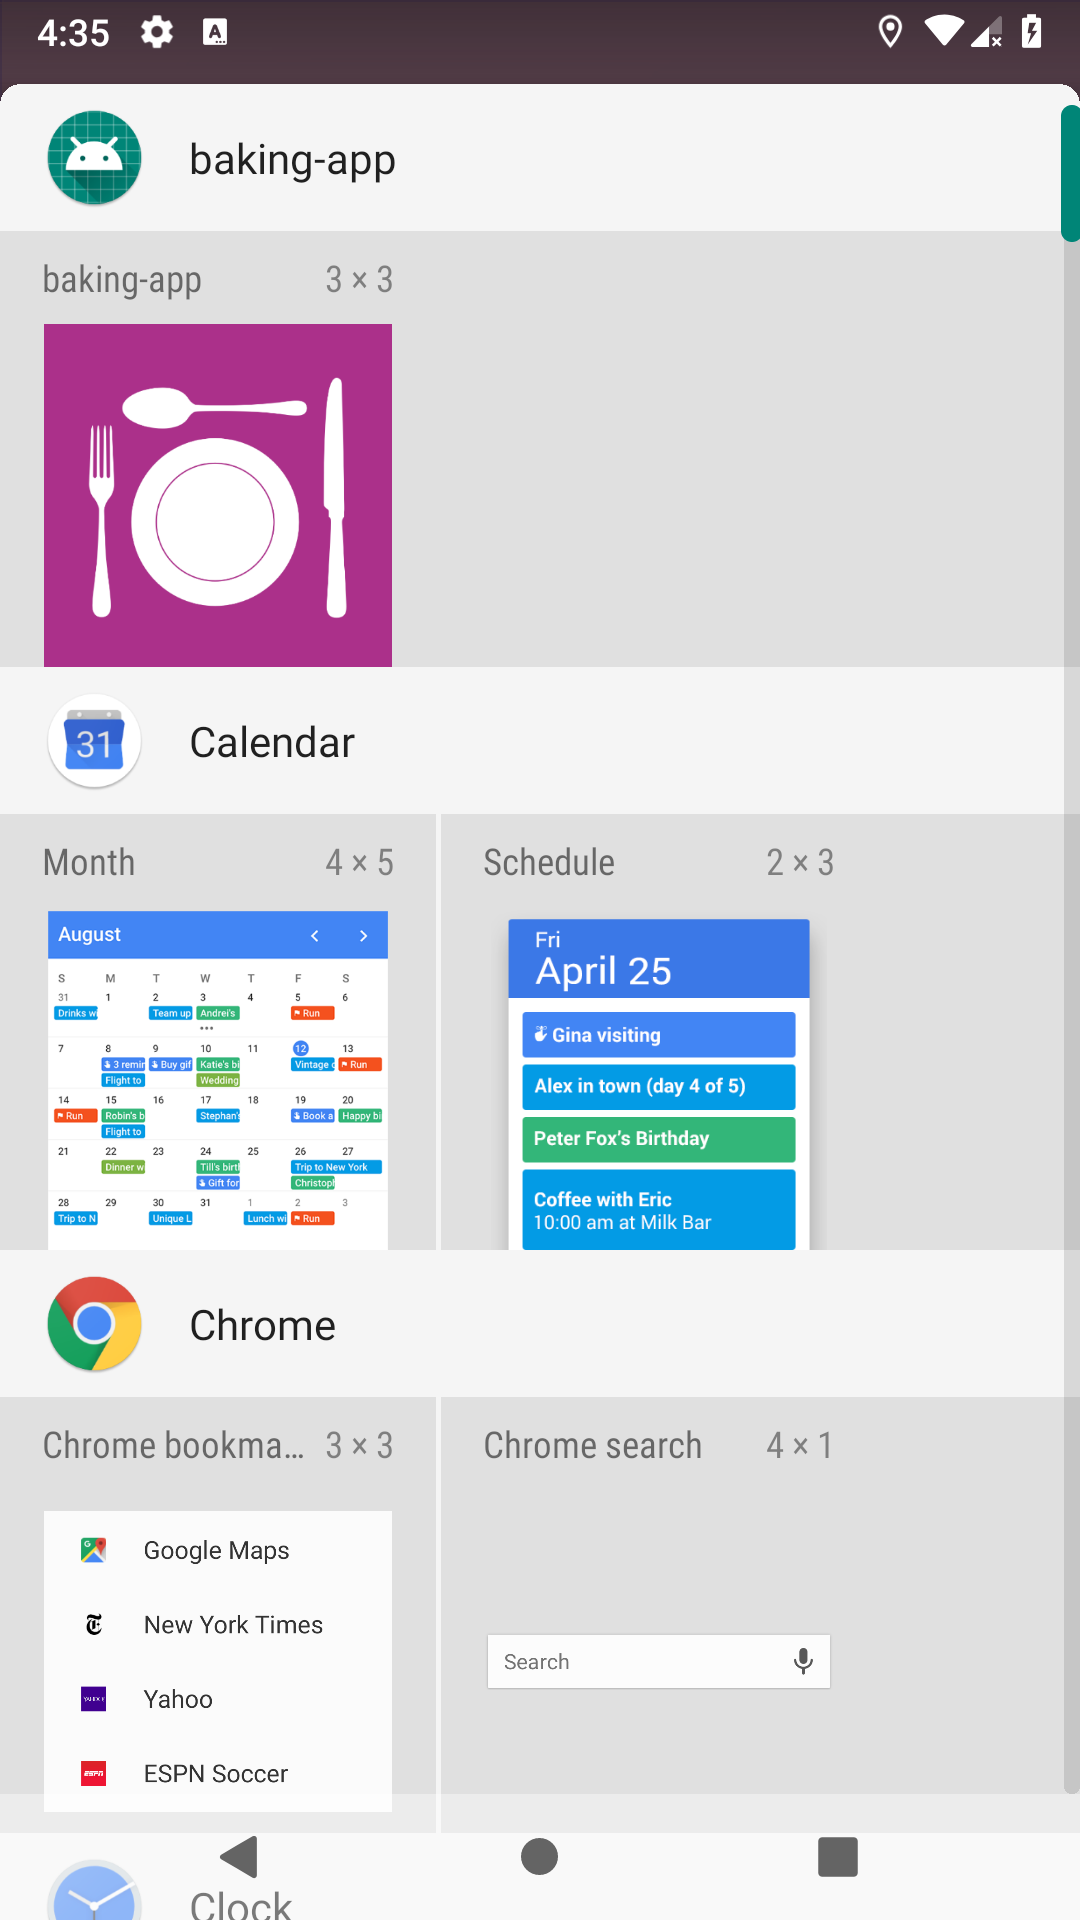 4:35
baking-app
baking-app 3 × 3
Calendar
31
Month 4 × 5
Schedule 2 × 3
August
S M T W T F S
31 1 2 3 4 5 6
Drinks wi Team up Andrei's Run
7 8 9 10 11 12 13
3 remin Buy gif Katie's bi Vintage c Run
Flight to Wedding
14 15 16 17 18 19 20
Run Robin's b Stephan's Book a Happy bi
Flight to
21 22 23 24 25 26 27
Dinner w Till's birtl Trip to New York
Gift for Christopl
28 29 30 31 1 2 3
Trip to N Unique L Lunch wi Run
Fri
April 25
Gina visiting
Alex in town (day 4 of 5)
Peter Fox's Birthday
Coffee with Eric
10:00 am at Milk Bar
Chrome
Chrome bookma... 3 × 3
Chrome search 4 × 1
Google Maps
New York Times
Yahoo
ESPN Soccer
Search
Clock